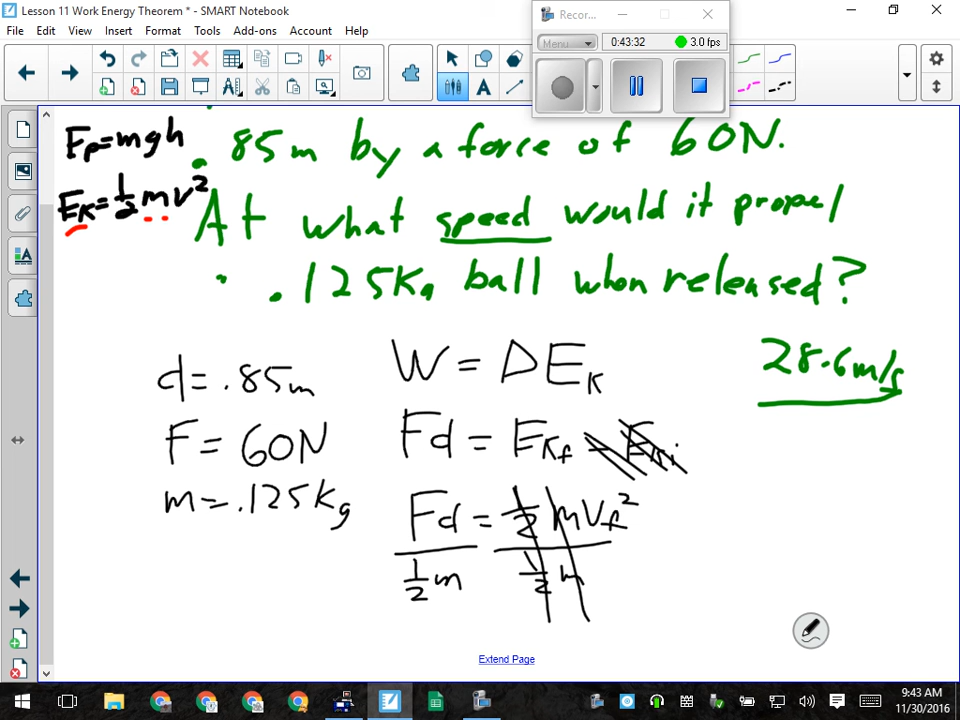 Lesson 11 Work Energy Theorem * - SMART Notebook
Recor...
File Edit View Insert Format Tools Add-ons Account Help
Menu 0:43:32 3.0 fps
Ep=mgh
.85m by a force of 60N.
EK=½mv²
At what speed would it propel
.125Kg ball when released?
28.6m/s
d=.85m
W=ΔEK
F=60N
Fd=EKf-EKi
m=.125Kg
Fd=½mVf²
½m ½m
Extend Page
9:43 AM
11/30/2016